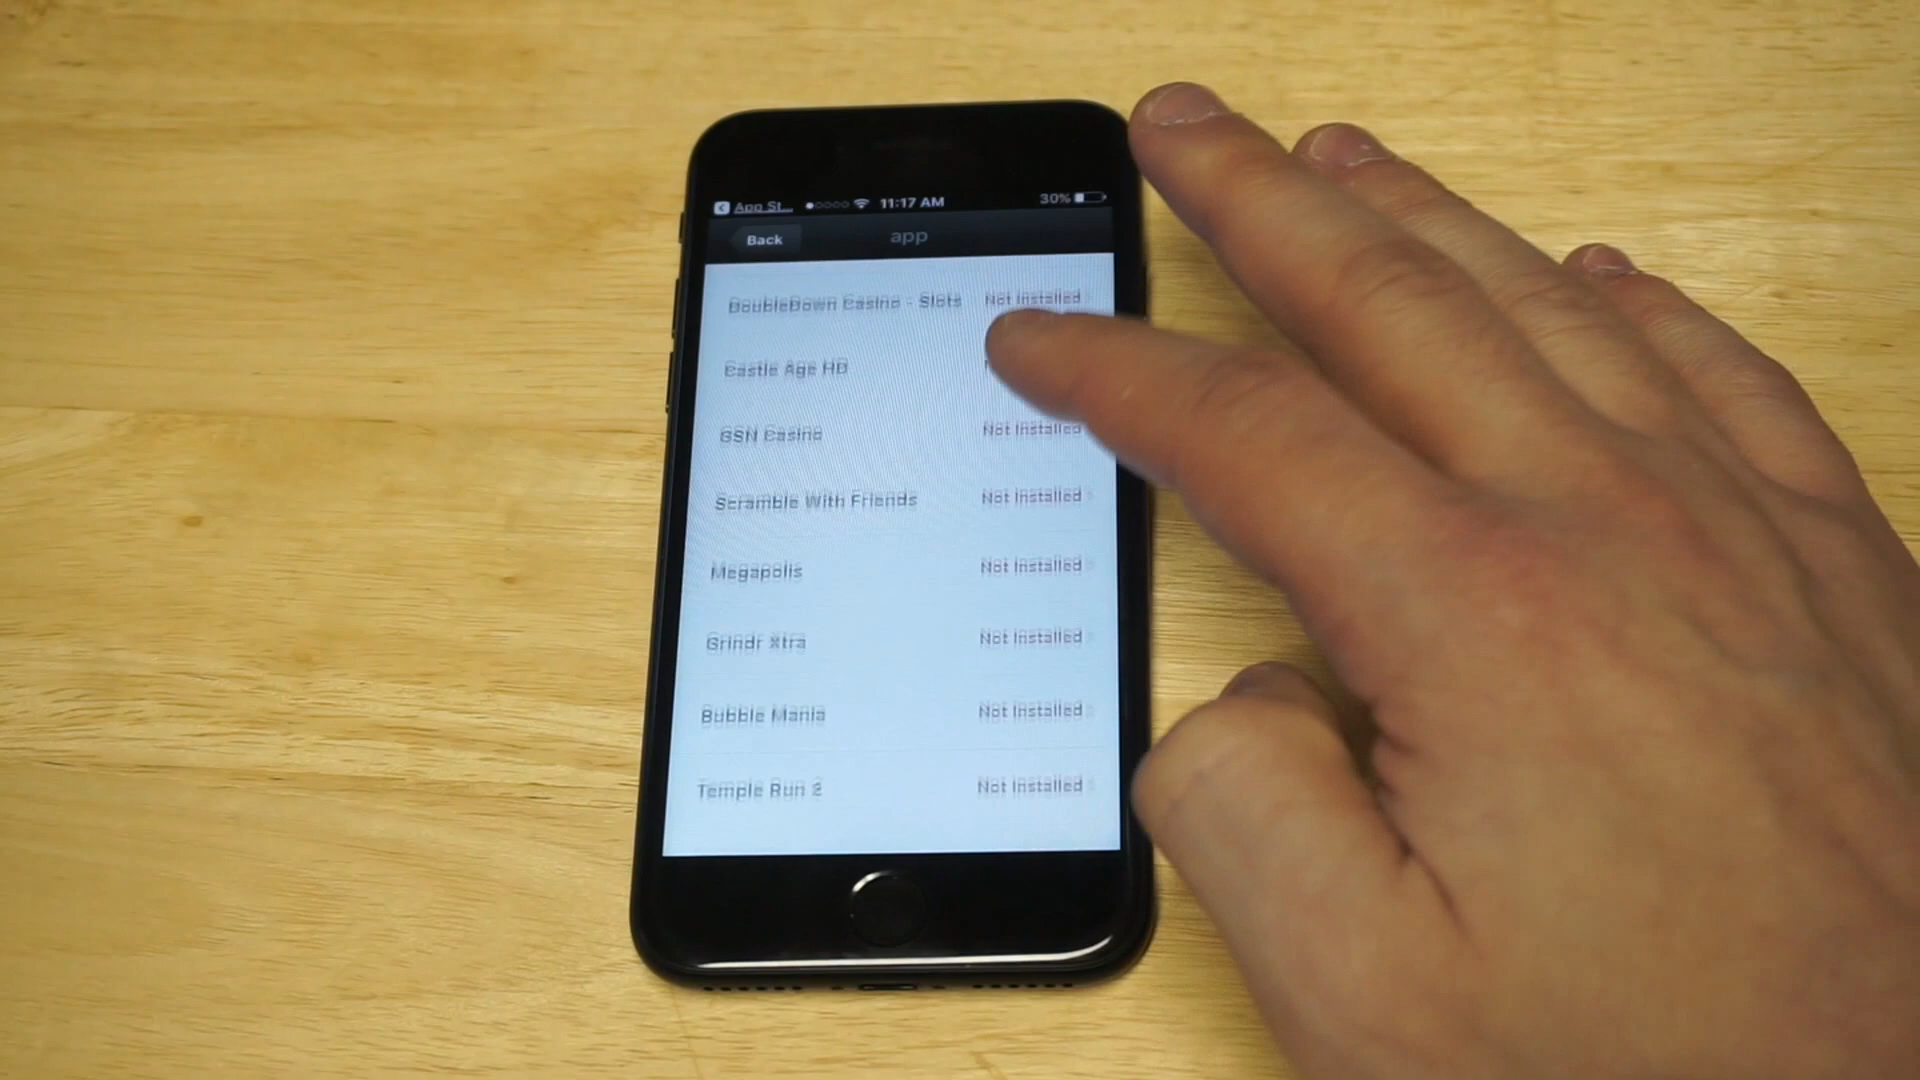 App St... 11:17 AM 30%
Back app
DoubleDown Casino - Slots Not Installed
Castle Age HD
GSN Casino Not Installed
Scramble With Friends Not Installed
Megapolis Not Installed
Grindr Xtra Not Installed
Bubble Mania Not Installed
Temple Run 2 Not Installed